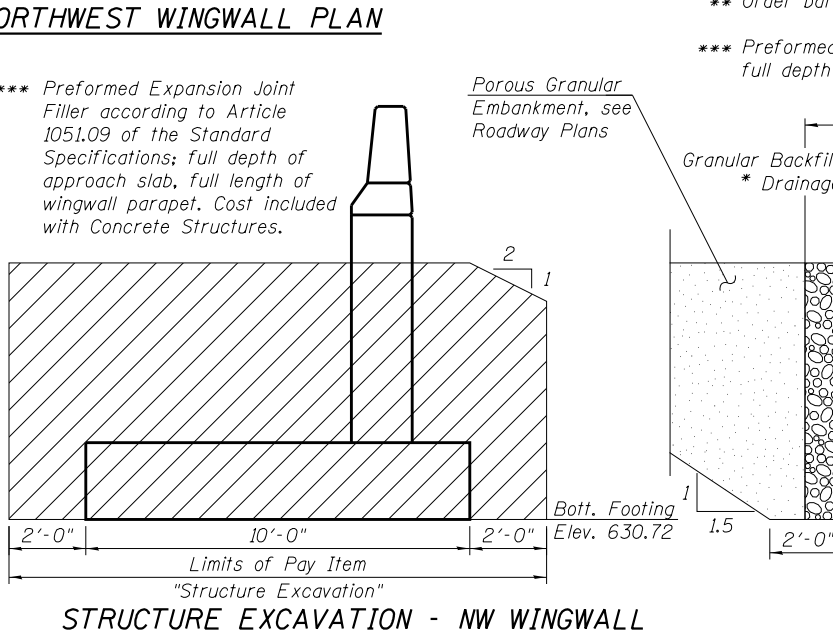 NORTHWEST WINGWALL PLAN
*** Preformed Expansion Joint
Filler according to Article
1051.09 of the Standard
Specifications; full depth of
approach slab, full length of
wingwall parapet. Cost included
with Concrete Structures.
Porous Granular
Embankment, see
Roadway Plans
** Order
*** Preformed
full depth
Granular
* Drainage
2
1
1
1.5
Bott. Footing
Elev. 630.72
2'-0"
10'-0"
2'-0"
2'-0"
Limits of Pay Item
"Structure Excavation"
STRUCTURE EXCAVATION - NW WINGWALL